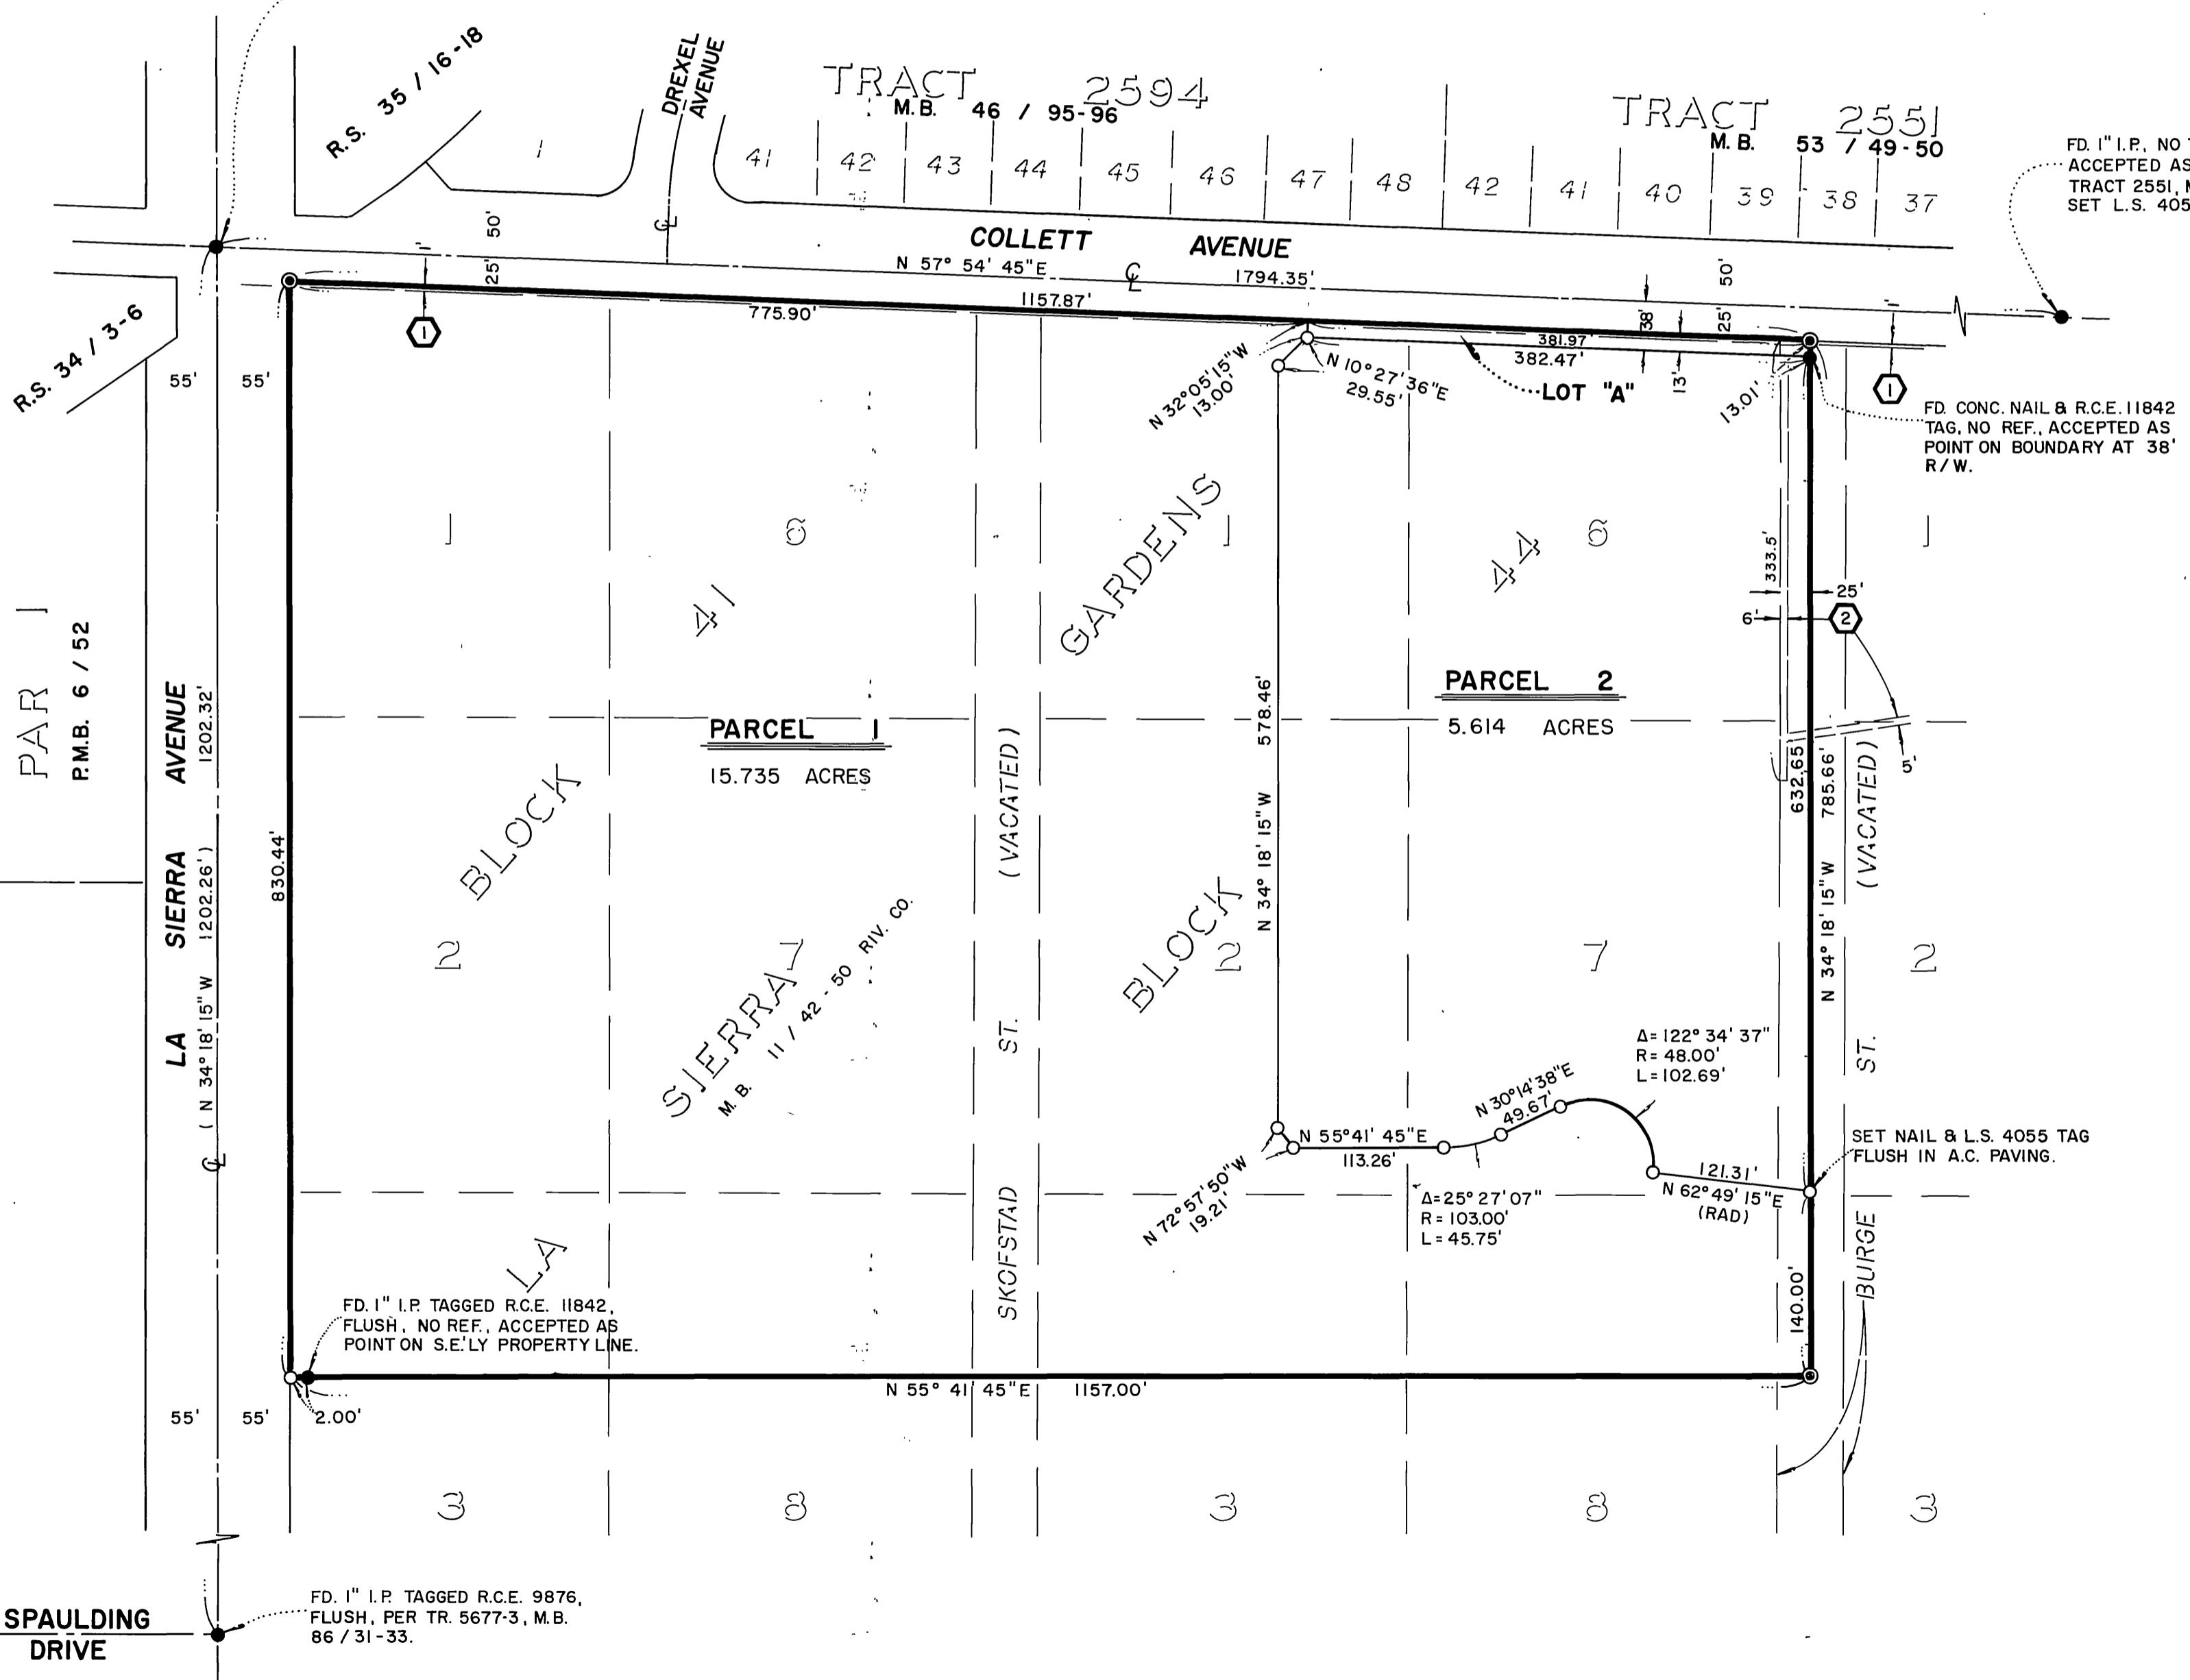 R.S. 35 / 16-18
DREXEL
AVENUE
TRACT 2594
M.B. 46 / 95-96
TRACT 2551
M.B. 53 / 49-50
FD. 1" I.P., NO
ACCEPTED AS
TRACT 2551,
SET L.S. 405
1
41
42
43
44
45
46
47
48
42
41
40
39
38
37
50'
25'
COLLETT AVENUE
N 57° 54' 45"E
℄
1794.35'
50'
25'
38'
1157.87'
775.90'
381.97'
382.47'
13'
13.01'
1
1
℄
R.S. 34 / 3-6
55'
55'
N 32°05'15"W
13.00'
N 10°27'36"E
29.55'
LOT "A"
FD. CONC. NAIL & R.C.E. 11842
TAG, NO REF., ACCEPTED AS
POINT ON BOUNDARY AT 38'
R/W.
1
6
1
6
1
41
44
GARDENS
333.5'
25'
6'
2
5'
PAR 1
P.M.B. 6 / 52
LA SIERRA AVENUE
( N 34° 18' 15" W 1202.26' ) 1202.32'
℄
830.44'
PARCEL 1
15.735 ACRES
PARCEL 2
5.614 ACRES
BLOCK
BLOCK
SKOFSTAD ST. (VACATED)
N 34° 18' 15"W 578.46'
632.65
N 34° 18' 15"W 785.66'
BURGE ST. (VACATED)
2
7
2
7
2
LA SIERRA
M. B. 11 / 42 - 50 RIV. CO.
Δ= 122° 34' 37"
R= 48.00'
L=102.69'
N 30°14'38"E
49.67'
N 55°41' 45"E
113.26'
N 72°57'50"W
19.21'
Δ=25° 27' 07"
R = 103.00'
L = 45.75'
121.31'
N 62°49' 15"E
(RAD)
SET NAIL & L.S. 4055 TAG
FLUSH IN A.C. PAVING.
140.00'
FD. 1" I.P. TAGGED R.C.E. 11842,
FLUSH, NO REF., ACCEPTED AS
POINT ON S.E.'LY PROPERTY LINE.
N 55° 41' 45"E 1157.00'
2.00'
55'
55'
3
8
3
8
3
SPAULDING
DRIVE
FD. 1" I.P. TAGGED R.C.E. 9876,
FLUSH, PER TR. 5677-3, M.B.
86 / 31-33.